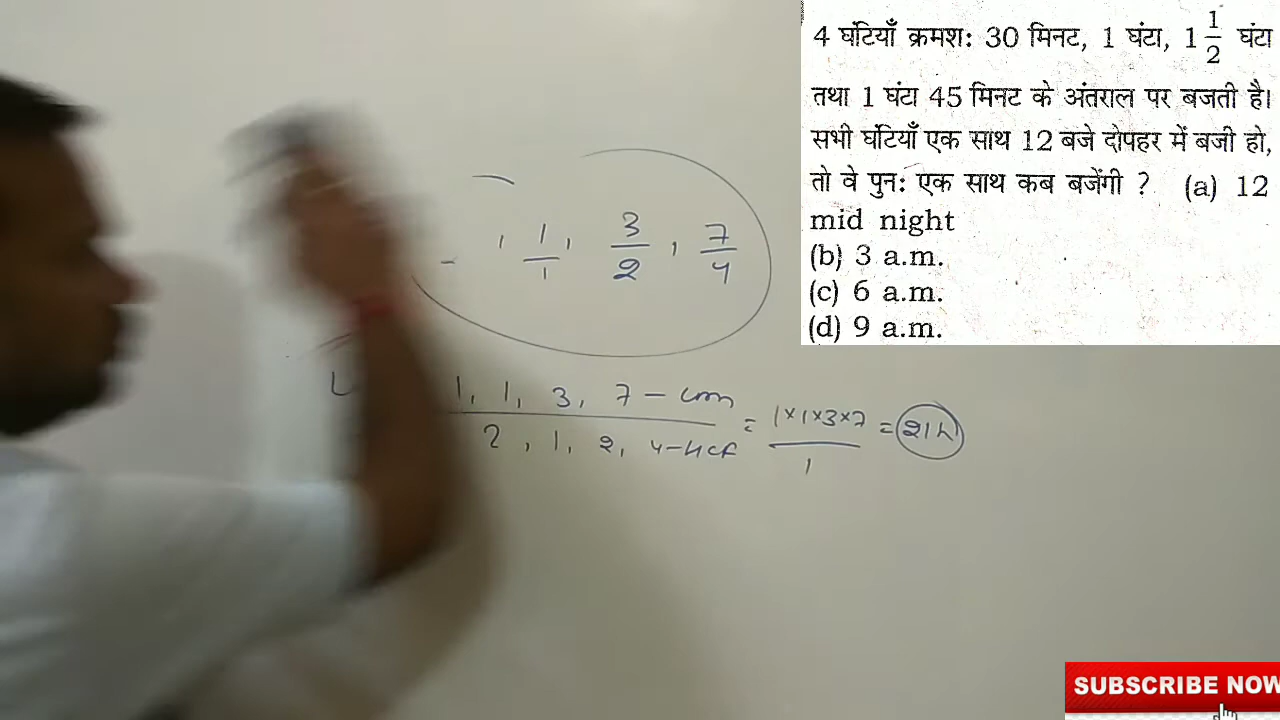 4 घंटियाँ क्रमश: 30 मिनट, 1 घंटा, 1 1/2 घंटा
तथा 1 घंटा 45 मिनट के अंतराल पर बजती है।
सभी घंटियाँ एक साथ 12 बजे दोपहर में बजी हो,
तो वे पुन: एक साथ कब बजेंगी ? (a) 12
mid night
(b) 3 a.m.
(c) 6 a.m.
(d) 9 a.m.
, 1/1, 3/2, 7/4
1, 1, 3, 7 – LCM
2, 1, 2, 4 – HCF
= 1×1×3×7 / 1 = 21h
SUBSCRIBE NOW